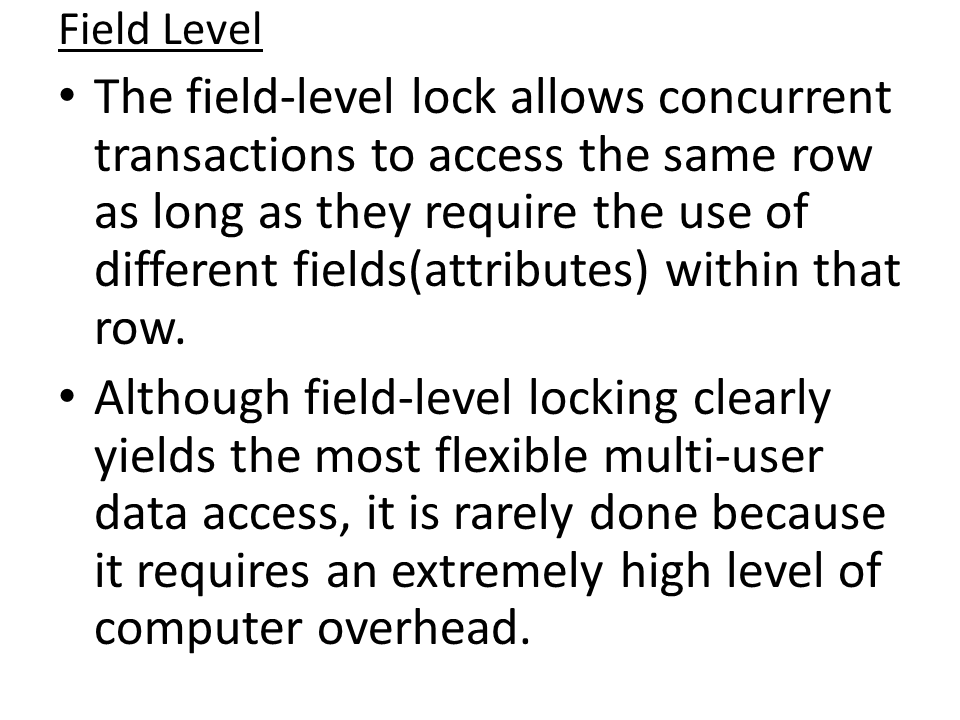 Field Level
• The field-level lock allows concurrent
transactions to access the same row
as long as they require the use of
different fields(attributes) within that
row.
• Although field-level locking clearly
yields the most flexible multi-user
data access, it is rarely done because
it requires an extremely high level of
computer overhead.